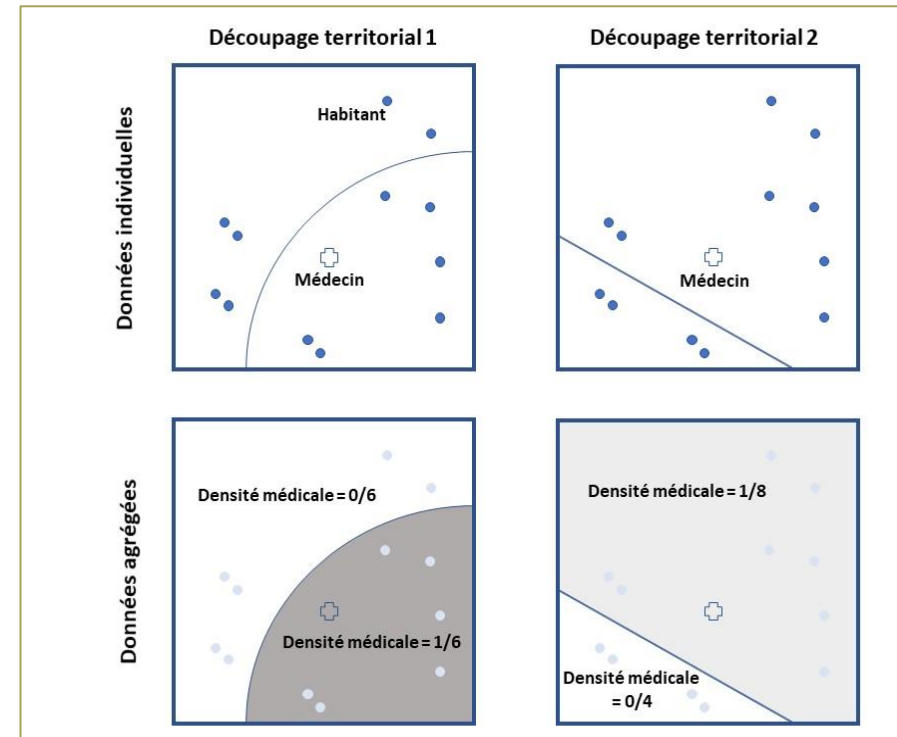 Découpage territorial 1
Découpage territorial 2
Données individuelles
Habitant
Médecin
Médecin
Données agrégées
Densité médicale = 0/6
Densité médicale = 1/6
Densité médicale = 1/8
Densité médicale
= 0/4